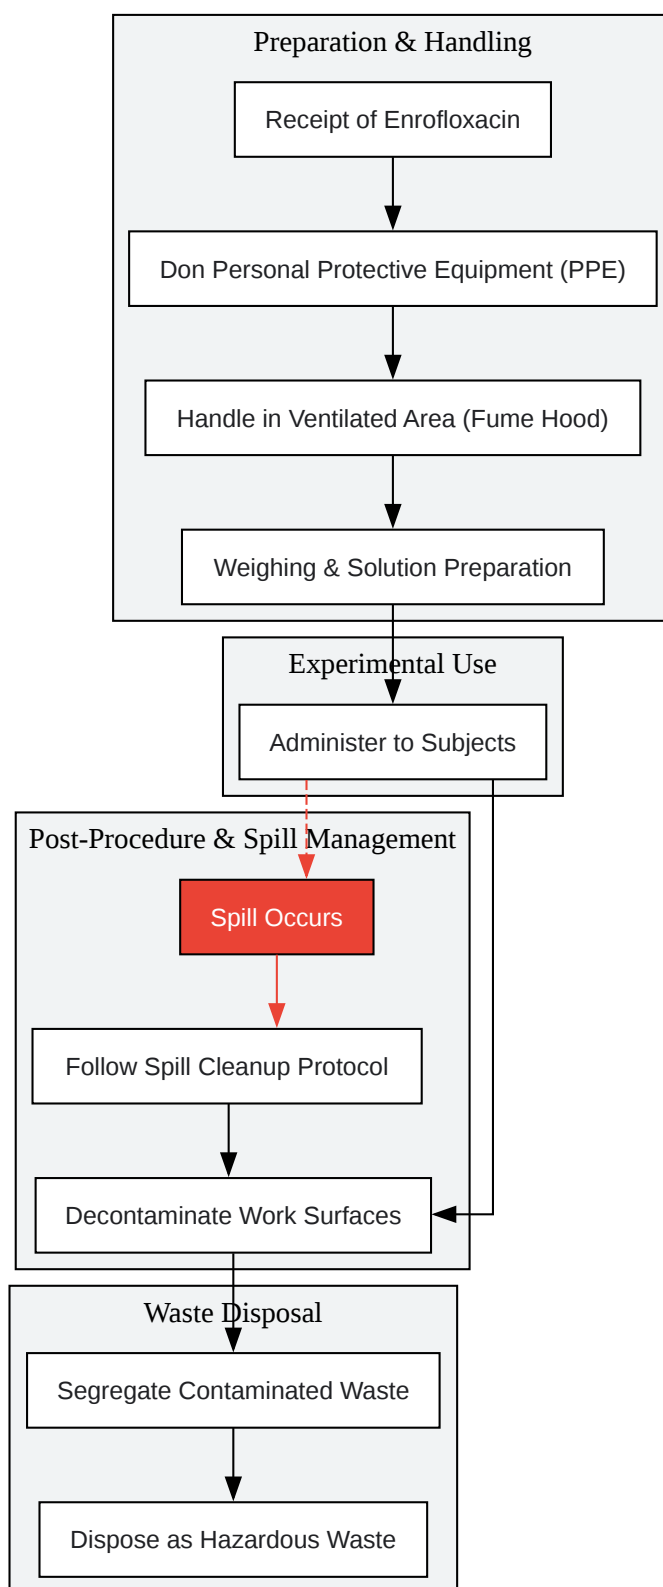 Preparation & Handling
Receipt of Enrofloxacin
Don Personal Protective Equipment (PPE)
Handle in Ventilated Area (Fume Hood)
Weighing & Solution Preparation
Experimental Use
Administer to Subjects
Post-Procedure & Spill Management
Spill Occurs
Follow Spill Cleanup Protocol
Decontaminate Work Surfaces
Waste Disposal
Segregate Contaminated Waste
Dispose as Hazardous Waste